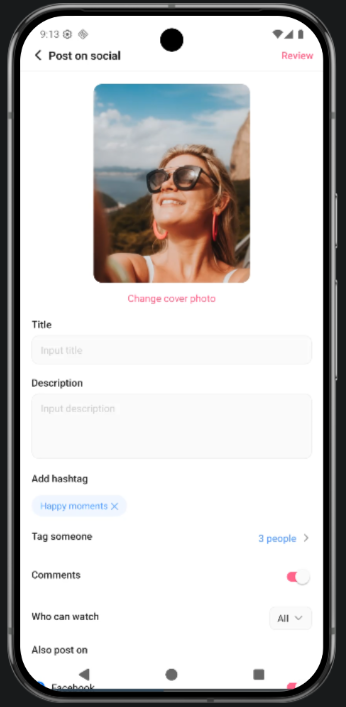 9:13
Post on social
Review
Change cover photo
Title
Input title
Description
Input description
Add hashtag
Happy moments
Tag someone
3 people
Comments
Who can watch
All
Also post on
Facebook